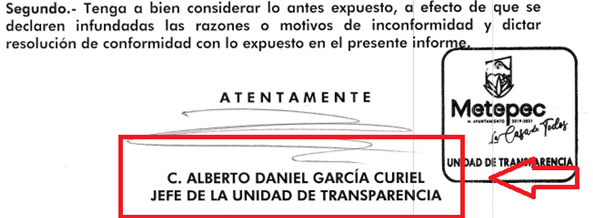 Segundo.- Tenga a bien considerar lo antes expuesto, a efecto de que se
declaren infundadas las razones o motivos de inconformidad y dictar
resolución de conformidad con lo expuesto en el presente informe.
ATENTAMENTE
Metepec
H. AYUNTAMIENTO 2019-2021
La Casa de Todos
UNIDAD DE TRANSPARENCIA
C. ALBERTO DANIEL GARCÍA CURIEL
JEFE DE LA UNIDAD DE TRANSPARENCIA